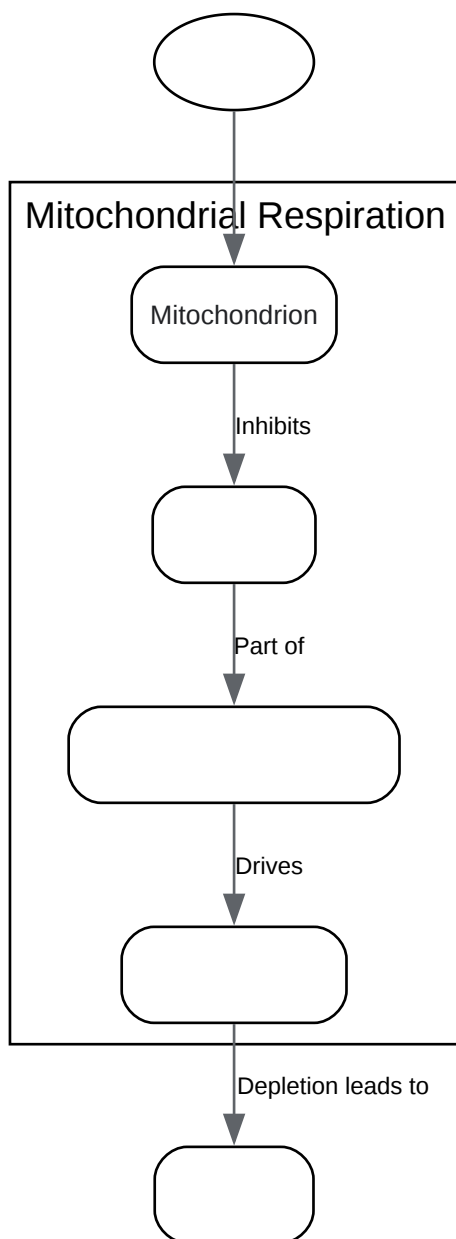 Mitochondrial Respiration
Mitochondrion
Inhibits
Part of
Drives
Depletion leads to